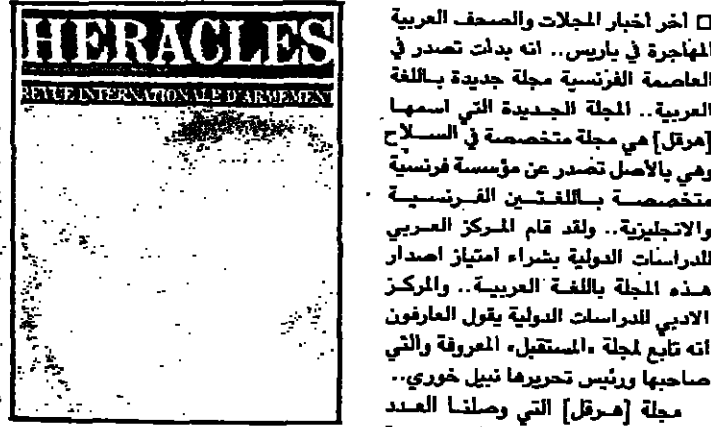 HERACLES
REVUE INTERNATIONALE D'ARMEMENT
□ آخر أخبار المجلات والصحف العربية
المهاجرة في باريس.. انه بدأت تصدر في
العاصمة الفرنسية مجلة جديدة باللغة
العربية.. المجلة الجديدة التي اسمها
[هرقل] هي مجلة متخصصة في السلاح
وهي بالأصل تصدر عن مؤسسة فرنسية
متخصصة باللغتين الفرنسية
والانجليزية.. ولقد قام المركز العربي
للدراسات الدولية بشراء امتياز اصدار
هذه المجلة باللغة العربية.. والمركز
الادبي للدراسات الدولية يقول العارفون
أنه تابع لمجلة «المستقبل» المعروفة والتي
صاحبها ورئيس تحريرها نبيل خوري..
مجلة [هرقل] التي وصلنا العدد